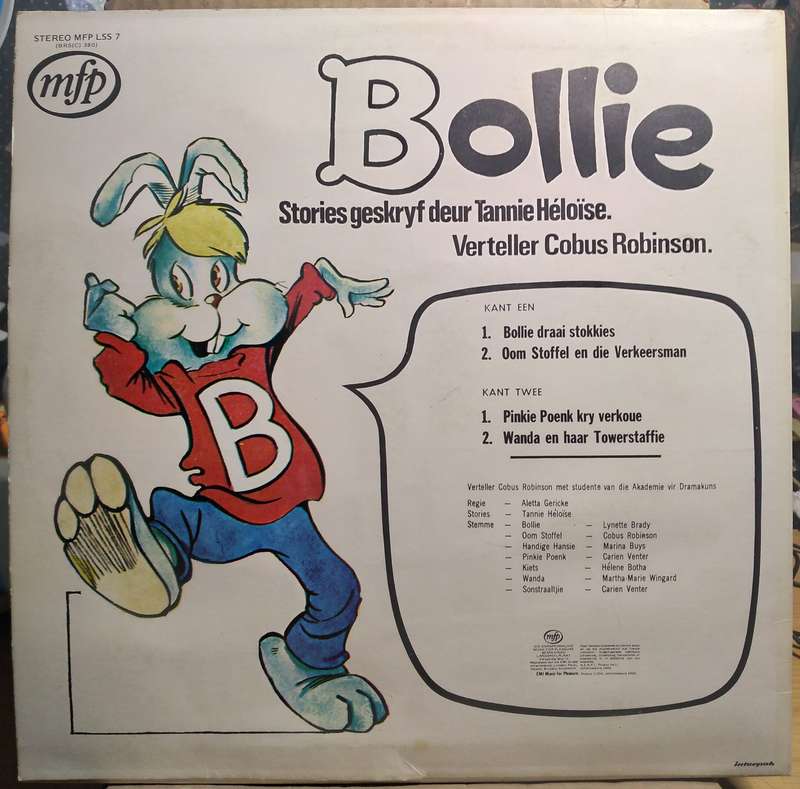 STEREO MFP LSS 7
(BRS(C) 380)
mfp
Bollie
Stories geskryf deur Tannie Héloïse.
Verteller Cobus Robinson.
KANT EEN
1. Bollie draai stokkies
2. Oom Stoffel en die Verkeersman
KANT TWEE
1. Pinkie Poenk kry verkoue
2. Wanda en haar Towerstaffie
B
Verteller Cobus Robinson met studente van die Akademie vir Dramakuns
Regie — Aletta Gericke
Stories — Tannie Héloïse
Stemme — Bollie — Lynette Brady
— Oom Stoffel — Cobus Robinson
— Handige Hansie — Marina Buys
— Pinkie Poenk — Carien Venter
— Kiets — Hélene Botha
— Wanda — Martha-Marie Wingard
— Sonstraalljie — Carien Venter
mfp
EMI Music for Pleasure
interpak